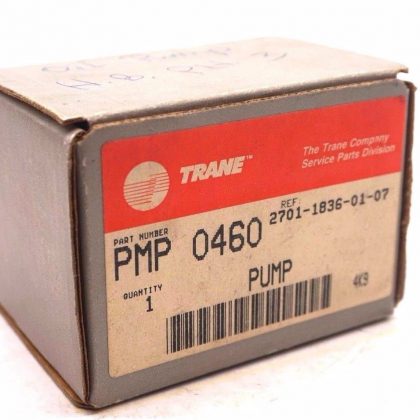 TRANE™
The Trane Company
Service Parts Division
PART NUMBER
PMP 0460
REF:
2701-1836-01-07
QUANTITY
1
PUMP
4K9